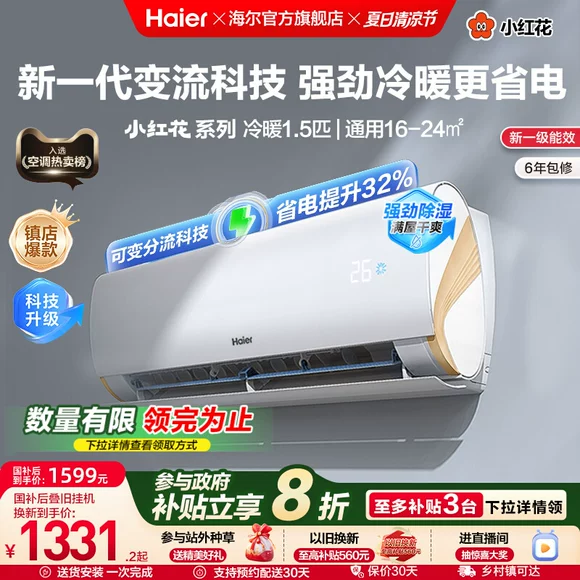 Haier | 海尔官方旗舰店> | 夏日清凉节
小红花
新一代变流科技 强劲冷暖更省电
小红花系列 冷暖1.5匹 | 通用16-24㎡
新一级能效
6年包修
入选
《空调热卖榜》
镇店
爆款
科技
升级
可变分流科技
省电提升32%
强劲除湿
满屋干爽
26
Haier
数量有限 领完为止
下拉详情查看领取方式
国补后
到手价: 1599元
国补后叠旧挂机
换新到手价:
¥1331.2起
参与政府
补贴立享8折
至多补贴3台 下拉详情领
参与站外种草
送精美好礼
以旧换新
至高补贴560元
进直播间
抽惊喜大奖
送货安装 一次完成
支持预约配送30天
保价30天
乡村镇可达